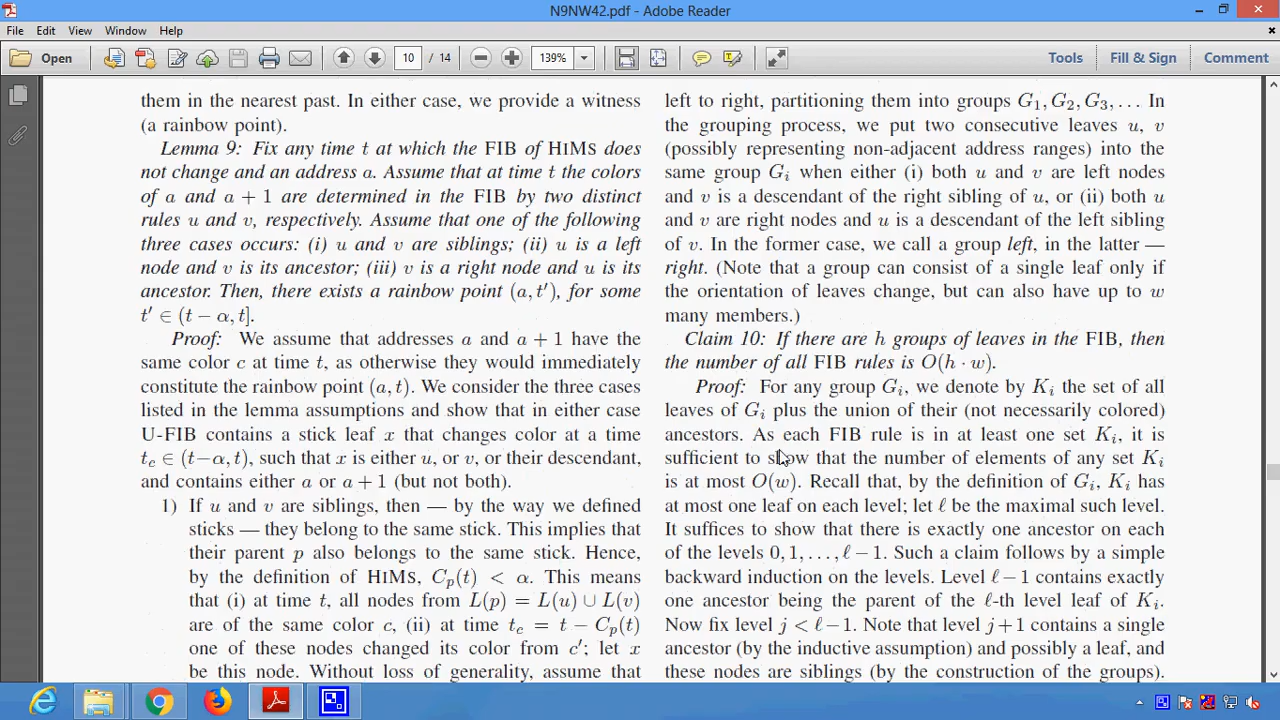 N9NW42.pdf - Adobe Reader
File Edit View Window Help
Open 10 / 14 139% Tools Fill & Sign Comment
them in the nearest past. In either case, we provide a witness
(a rainbow point).
Lemma 9: Fix any time t at which the FIB of HIMS does
not change and an address a. Assume that at time t the colors
of a and a + 1 are determined in the FIB by two distinct
rules u and v, respectively. Assume that one of the following
three cases occurs: (i) u and v are siblings; (ii) u is a left
node and v is its ancestor; (iii) v is a right node and u is its
ancestor. Then, there exists a rainbow point (a, t′), for some
t′ ∈ (t − α, t].
Proof: We assume that addresses a and a + 1 have the
same color c at time t, as otherwise they would immediately
constitute the rainbow point (a, t). We consider the three cases
listed in the lemma assumptions and show that in either case
U-FIB contains a stick leaf x that changes color at a time
t_c ∈ (t−α, t), such that x is either u, or v, or their descendant,
and contains either a or a + 1 (but not both).
1) If u and v are siblings, then — by the way we defined
sticks — they belong to the same stick. This implies that
their parent p also belongs to the same stick. Hence,
by the definition of HIMS, C_p(t) < α. This means
that (i) at time t, all nodes from L(p) = L(u) ∪ L(v)
are of the same color c, (ii) at time t_c = t − C_p(t)
one of these nodes changed its color from c′; let x
be this node. Without loss of generality, assume that
left to right, partitioning them into groups G₁, G₂, G₃, ... In
the grouping process, we put two consecutive leaves u, v
(possibly representing non-adjacent address ranges) into the
same group G_i when either (i) both u and v are left nodes
and v is a descendant of the right sibling of u, or (ii) both u
and v are right nodes and u is a descendant of the left sibling
of v. In the former case, we call a group left, in the latter —
right. (Note that a group can consist of a single leaf only if
the orientation of leaves change, but can also have up to w
many members.)
Claim 10: If there are h groups of leaves in the FIB, then
the number of all FIB rules is O(h · w).
Proof: For any group G_i, we denote by K_i the set of all
leaves of G_i plus the union of their (not necessarily colored)
ancestors. As each FIB rule is in at least one set K_i, it is
sufficient to show that the number of elements of any set K_i
is at most O(w). Recall that, by the definition of G_i, K_i has
at most one leaf on each level; let ℓ be the maximal such level.
It suffices to show that there is exactly one ancestor on each
of the levels 0, 1, . . . , ℓ − 1. Such a claim follows by a simple
backward induction on the levels. Level ℓ − 1 contains exactly
one ancestor being the parent of the ℓ-th level leaf of K_i.
Now fix level j < ℓ−1. Note that level j+1 contains a single
ancestor (by the inductive assumption) and possibly a leaf, and
these nodes are siblings (by the construction of the groups).